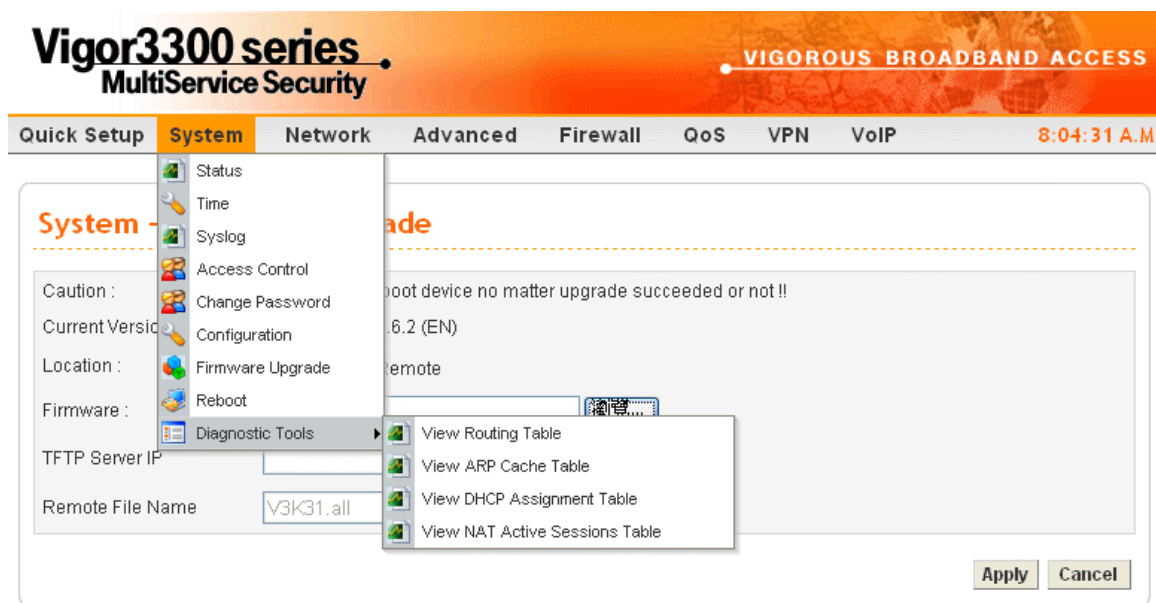 Vigor3300 series
MultiService Security
VIGOROUS BROADBAND ACCESS
Quick Setup System Network Advanced Firewall QoS VPN VoIP 8:04:31 A.M
Status
Time
System - ade
Syslog
Access Control
Caution : boot device no matter upgrade succeeded or not !!
Change Password
Current Versio .6.2 (EN)
Configuration
Location : Remote
Firmware Upgrade
Reboot
Firmware : 瀏覽...
Diagnostic Tools
View Routing Table
TFTP Server IP
View ARP Cache Table
View DHCP Assignment Table
Remote File Name V3K31.all
View NAT Active Sessions Table
Apply Cancel